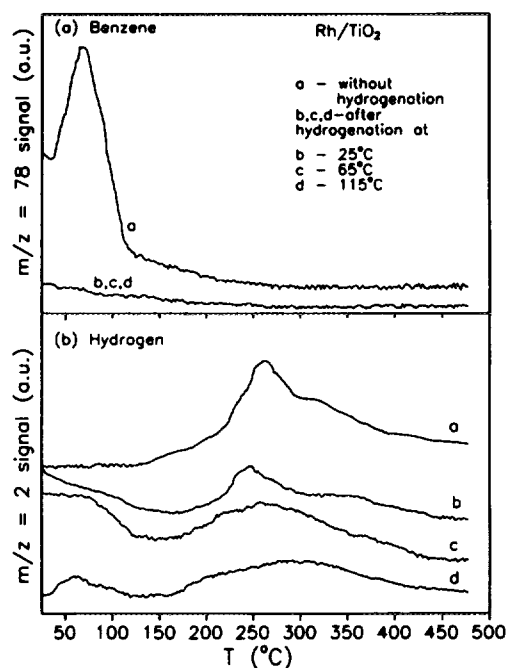 (a) Benzene
Rh/TiO₂
a – without
hydrogenation
b,c,d–after
hydrogenation at
b – 25°C
c – 65°C
d – 115°C
a
b,c,d
m/z = 78 signal (a.u.)
(b) Hydrogen
a
b
c
d
m/z = 2 signal (a.u.)
50 100 150 200 250 300 350 400 450 500
T (°C)